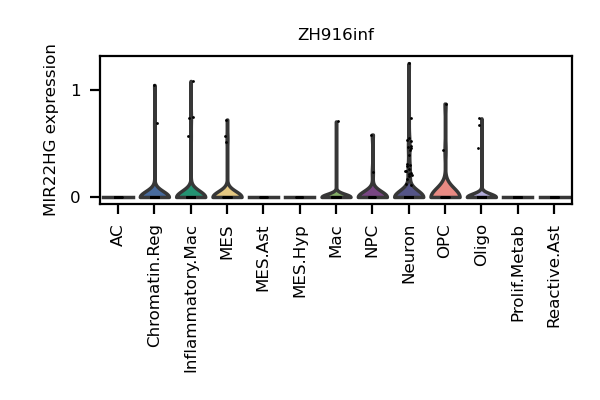 ZH916inf
MIR22HG expression
1
0
AC
Chromatin.Reg
Inflammatory.Mac
MES
MES.Ast
MES.Hyp
Mac
NPC
Neuron
OPC
Oligo
Prolif.Metab
Reactive.Ast